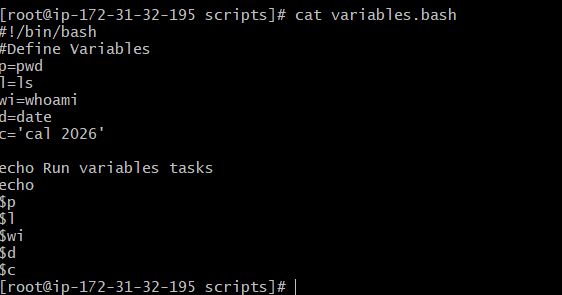 [root@ip-172-31-32-195 scripts]# cat variables.bash
#!/bin/bash
#Define Variables
p=pwd
l=ls
wi=whoami
d=date
c='cal 2026'
echo Run variables tasks
echo
$p
$l
$wi
$d
$c
[root@ip-172-31-32-195 scripts]#